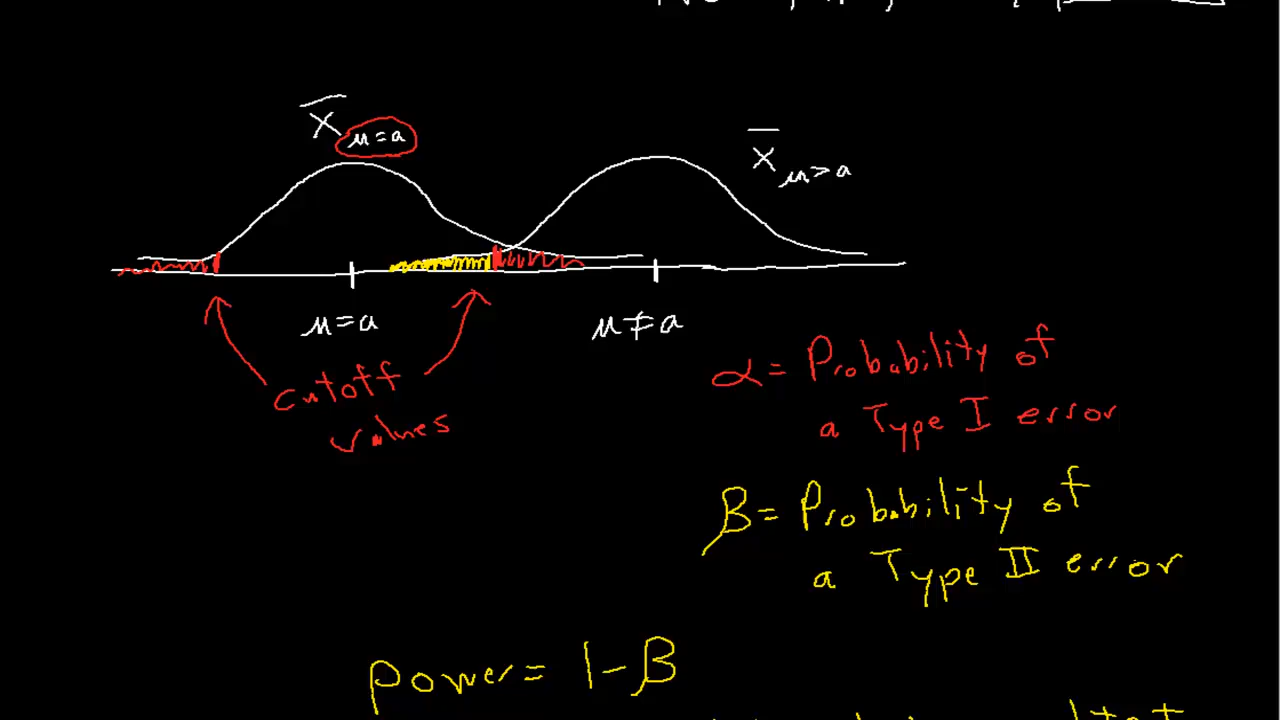 X̄ μ=a
X̄ μ>a
μ=a
μ≠a
cutoff
values
α= Probability of
a Type I error
β= Probability of
a Type II error
Power= 1-β